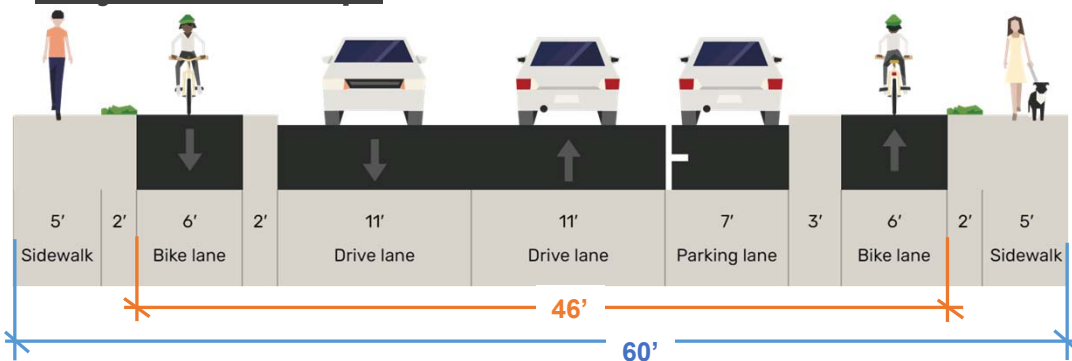 5’ 2’ 6’ 2’ 11’ 11’ 7’ 3’ 6’ 2’ 5’
Sidewalk Bike lane Drive lane Drive lane Parking lane Bike lane Sidewalk
46’
60’